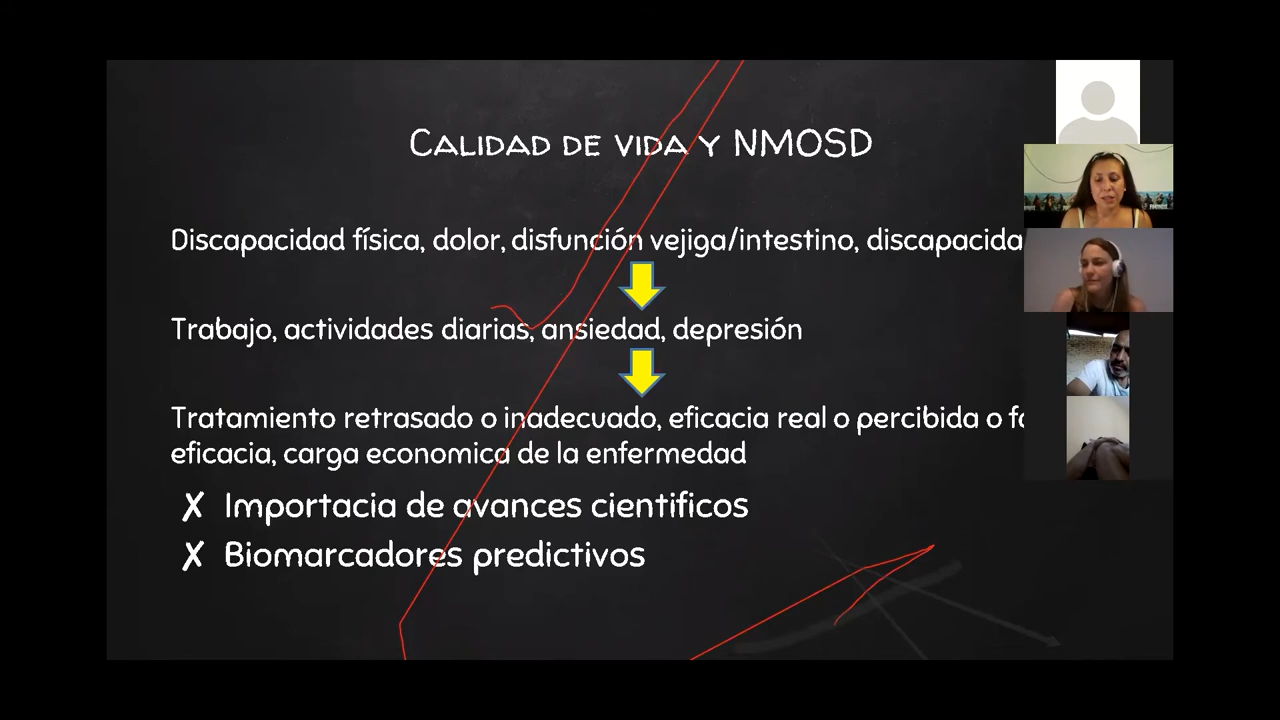 Calidad de vida y NMOSD
Discapacidad física, dolor, disfunción vejiga/intestino,
Trabajo, actividades diarias, ansiedad, depresión
Tratamiento retrasado o inadecuado, eficacia real o percibida o
eficacia, carga economica de la enfermedad
✗ Importacia de avances cientificos
✗ Biomarcadores predictivos